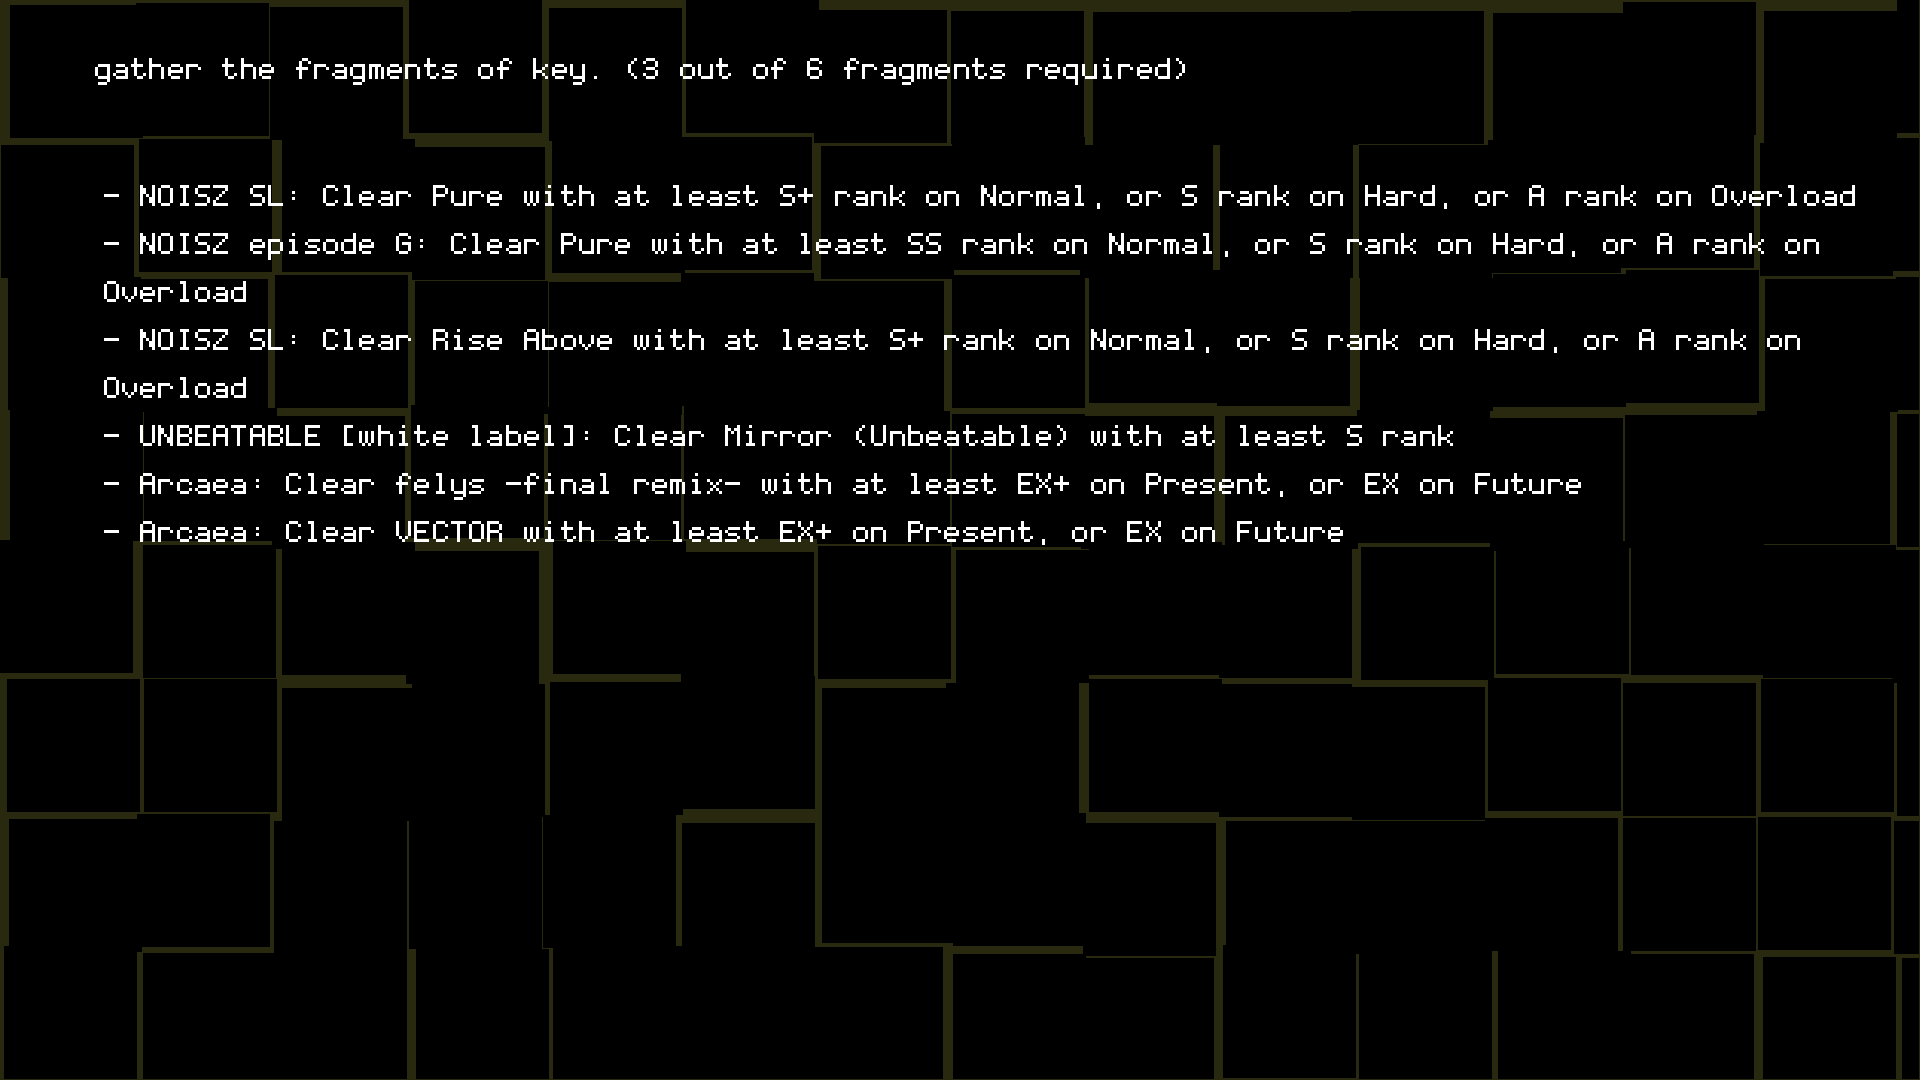 gather the fragments of key. (3 out of 6 fragments required)
- NOISZ SL: Clear Pure with at least S+ rank on Normal, or S rank on Hard, or A rank on Overload
- NOISZ episode G: Clear Pure with at least SS rank on Normal, or S rank on Hard, or A rank on
Overload
- NOISZ SL: Clear Rise Above with at least S+ rank on Normal, or S rank on Hard, or A rank on
Overload
- UNBEATABLE [white label]: Clear Mirror (Unbeatable) with at least S rank
- Arcaea: Clear felys -final remix- with at least EX+ on Present, or EX on Future
- Arcaea: Clear VECTOR with at least EX+ on Present, or EX on Future